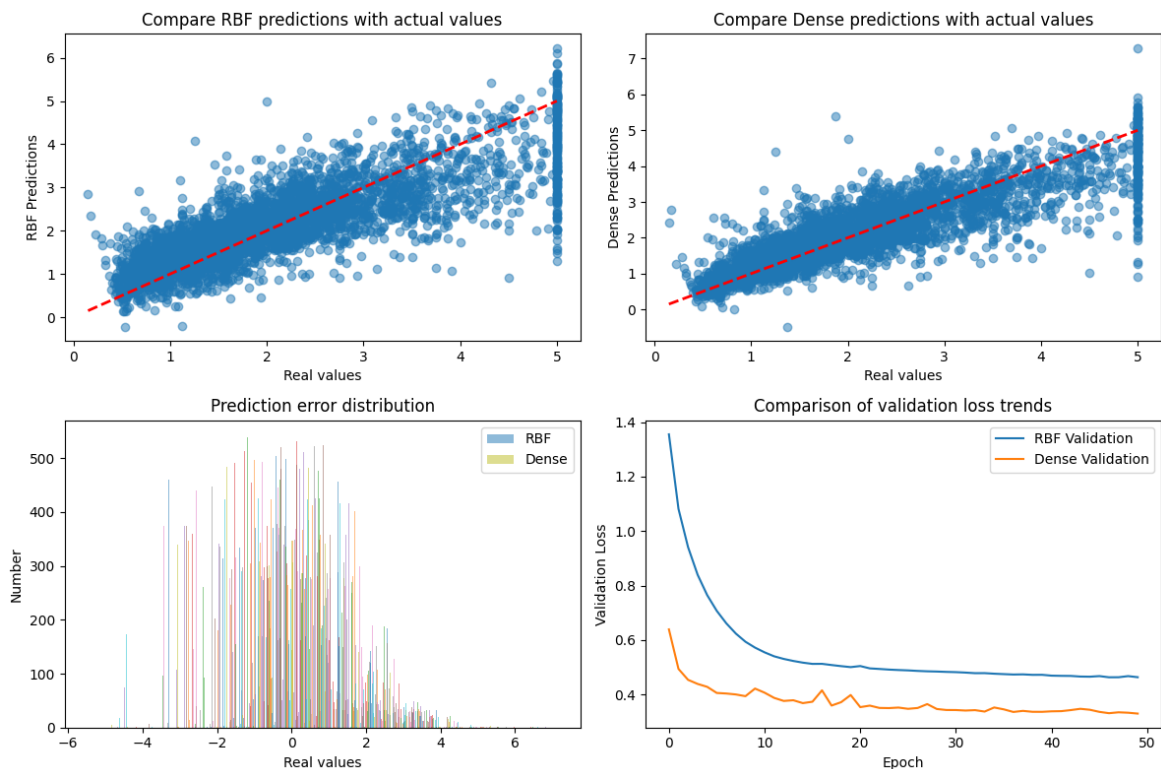 Compare RBF predictions with actual values
RBF Predictions
6
5
4
3
2
1
0
0 1 2 3 4 5
Real values
Compare Dense predictions with actual values
Dense Predictions
7
6
5
4
3
2
1
0
0 1 2 3 4 5
Real values
Prediction error distribution
RBF
Dense
Number
500
400
300
200
100
0
−6 −4 −2 0 2 4 6
Real values
Comparison of validation loss trends
RBF Validation
Dense Validation
Validation Loss
1.4
1.2
1.0
0.8
0.6
0.4
0 10 20 30 40 50
Epoch